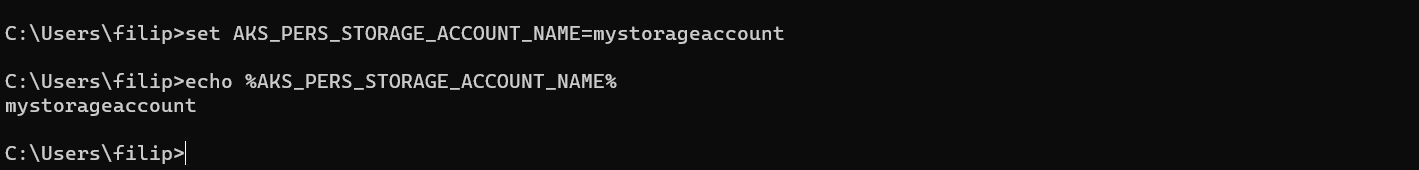 C:\Users\filip>set AKS_PERS_STORAGE_ACCOUNT_NAME=mystorageaccount
C:\Users\filip>echo %AKS_PERS_STORAGE_ACCOUNT_NAME%
mystorageaccount
C:\Users\filip>